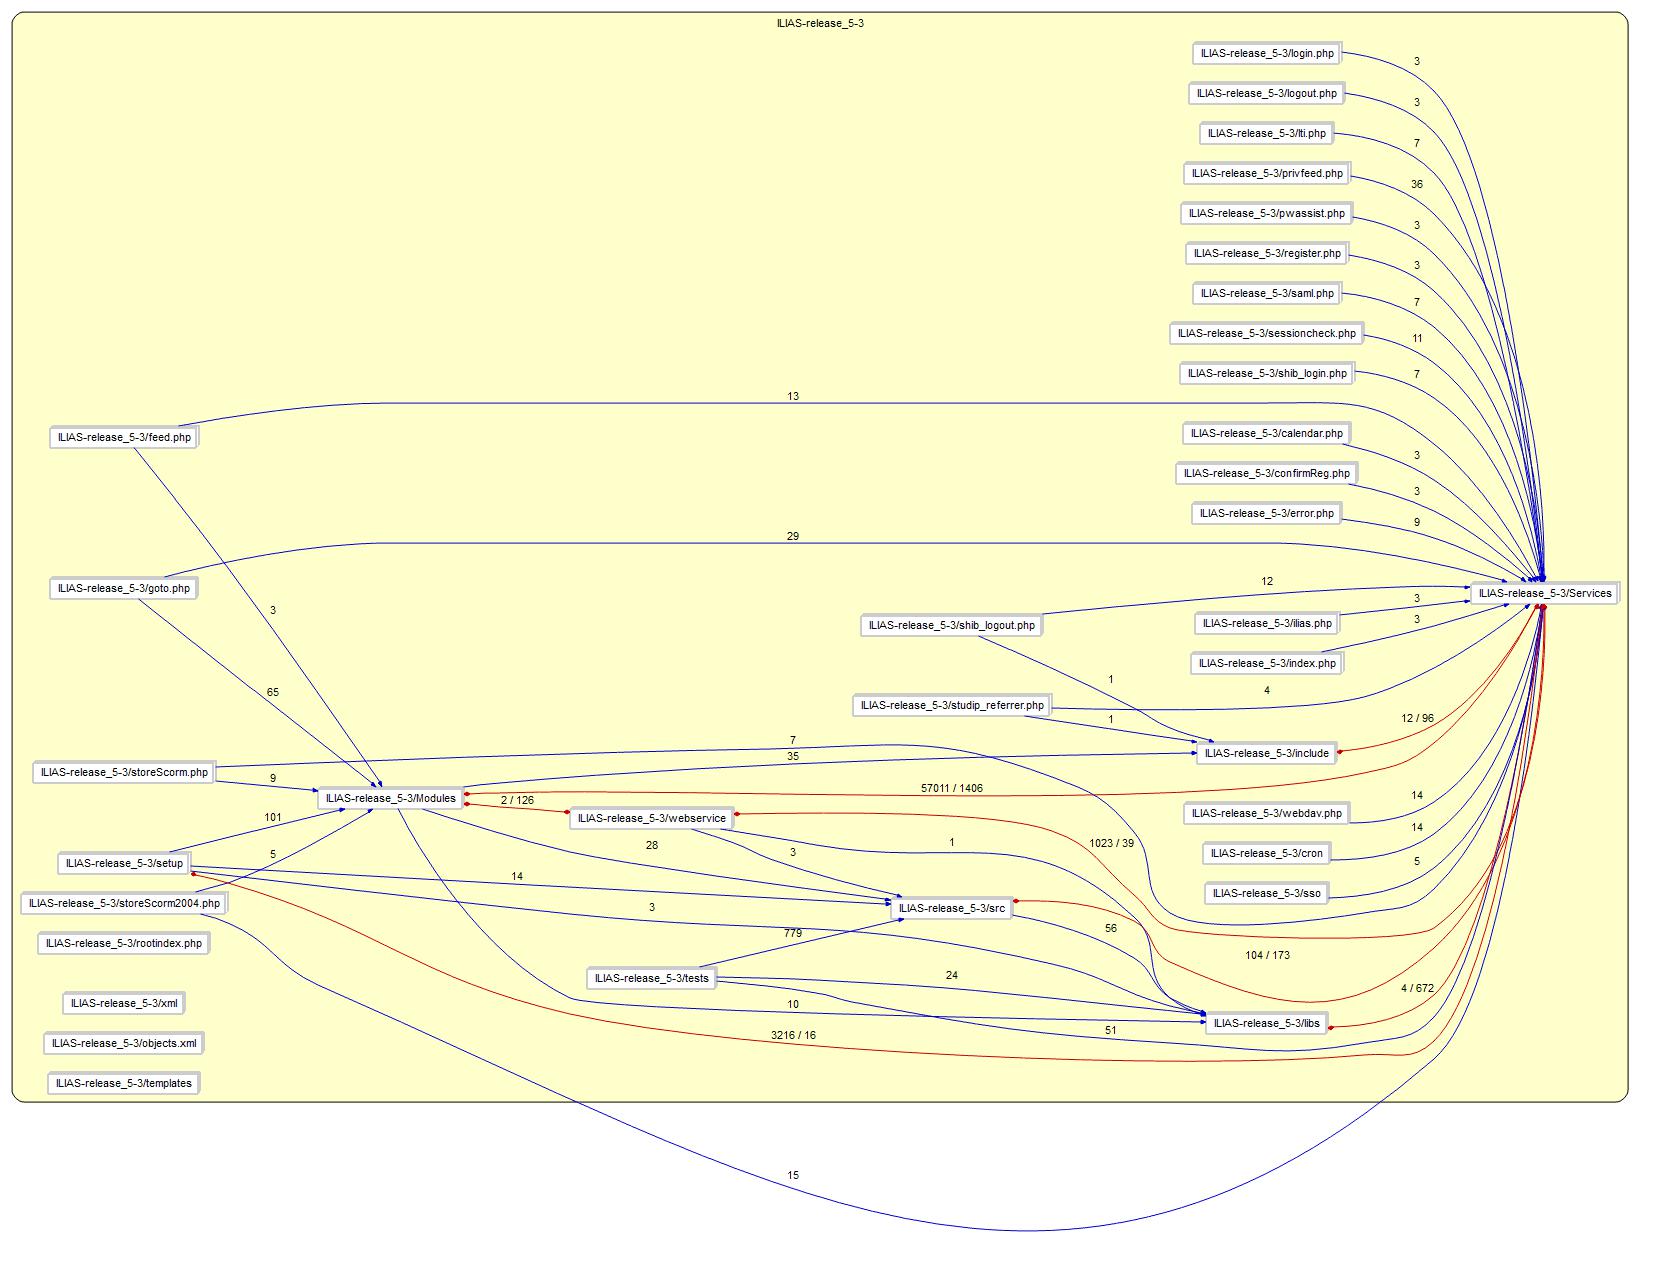 ILIAS-release_5-3
ILIAS-release_5-3/login.php
3
ILIAS-release_5-3/logout.php
3
ILIAS-release_5-3/lti.php
7
ILIAS-release_5-3/privfeed.php
36
ILIAS-release_5-3/pwassist.php
3
ILIAS-release_5-3/register.php
3
ILIAS-release_5-3/saml.php
7
ILIAS-release_5-3/sessioncheck.php
11
ILIAS-release_5-3/shib_login.php
7
13
ILIAS-release_5-3/feed.php
ILIAS-release_5-3/calendar.php
3
ILIAS-release_5-3/confirmReg.php
3
ILIAS-release_5-3/error.php
9
29
ILIAS-release_5-3/goto.php
12
ILIAS-release_5-3/Services
3
3
ILIAS-release_5-3/shib_logout.php
ILIAS-release_5-3/ilias.php
3
ILIAS-release_5-3/index.php
1
65
4
ILIAS-release_5-3/studip_referrer.php
1
12 / 96
7
35
ILIAS-release_5-3/include
ILIAS-release_5-3/storeScorm.php
9
57011 / 1406
ILIAS-release_5-3/Modules
2 / 126
14
101
ILIAS-release_5-3/webservice
ILIAS-release_5-3/webdav.php
14
28
1
1023 / 39
5
3
ILIAS-release_5-3/cron
ILIAS-release_5-3/setup
5
14
ILIAS-release_5-3/sso
ILIAS-release_5-3/storeScorm2004.php
3
ILIAS-release_5-3/src
779
56
ILIAS-release_5-3/rootindex.php
104 / 173
ILIAS-release_5-3/tests
24
4 / 672
ILIAS-release_5-3/xml
10
ILIAS-release_5-3/libs
51
3216 / 16
ILIAS-release_5-3/objects.xml
ILIAS-release_5-3/templates
15